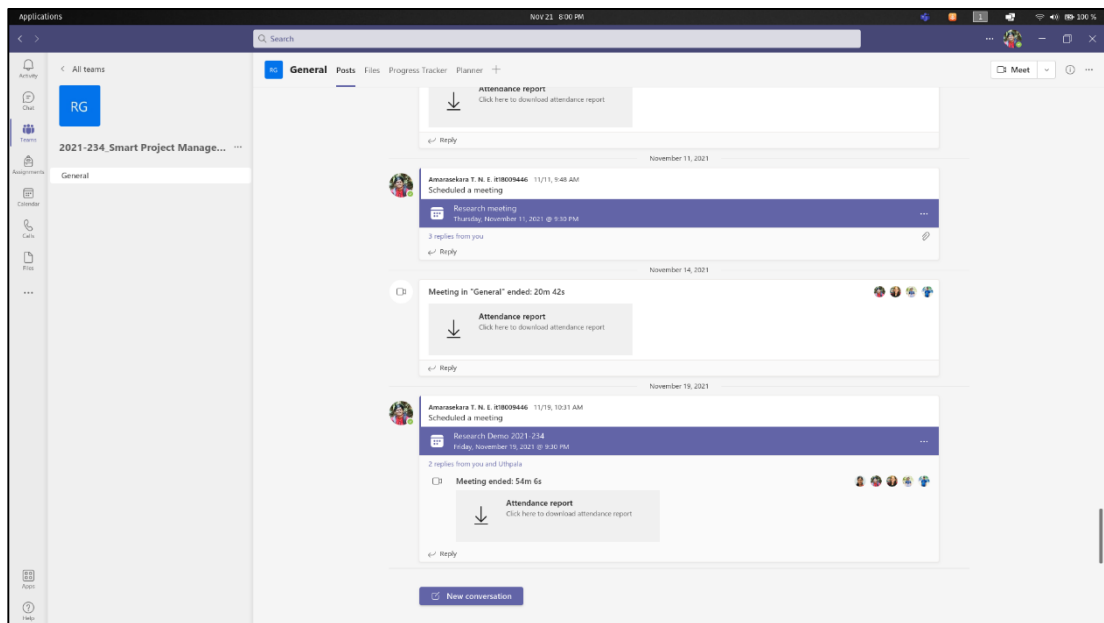 Applications
Nov 21 8:00 PM
1
100 %
Search
Activity
Chat
Teams
Assignments
Calendar
Calls
Files
Apps
Help
All teams
RG
2021-234_Smart Project Manage...
General
RG General Posts Files Progress Tracker Planner
Meet
Attendance report
Click here to download attendance report
Reply
November 11, 2021
Amarasekara T. N. E. it18009446 11/11, 9:48 AM
Scheduled a meeting
Research meeting
Thursday, November 11, 2021 @ 9:30 PM
3 replies from you
Reply
November 14, 2021
Meeting in "General" ended: 20m 42s
Attendance report
Click here to download attendance report
Reply
November 19, 2021
Amarasekara T. N. E. it18009446 11/19, 10:31 AM
Scheduled a meeting
Research Demo 2021-234
Friday, November 19, 2021 @ 9:30 PM
2 replies from you and Uthpala
Meeting ended: 54m 6s
Attendance report
Click here to download attendance report
Reply
New conversation